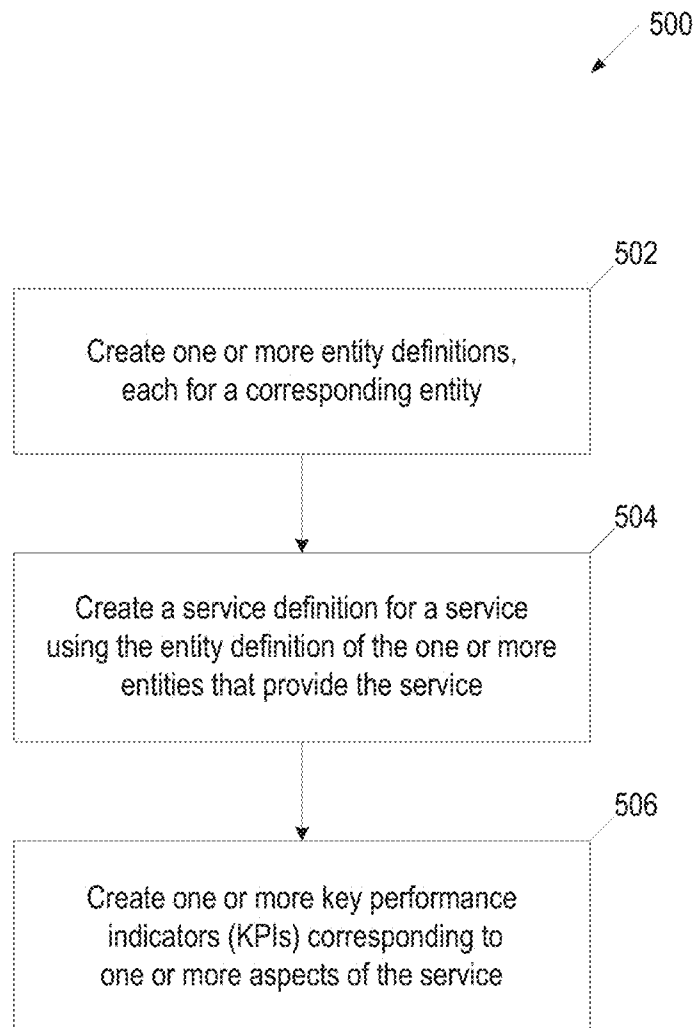 500
502
Create one or more entity definitions,
each for a corresponding entity
504
Create a service definition for a service
using the entity definition of the one or more
entities that provide the service
506
Create one or more key performance
indicators (KPIs) corresponding to
one or more aspects of the service